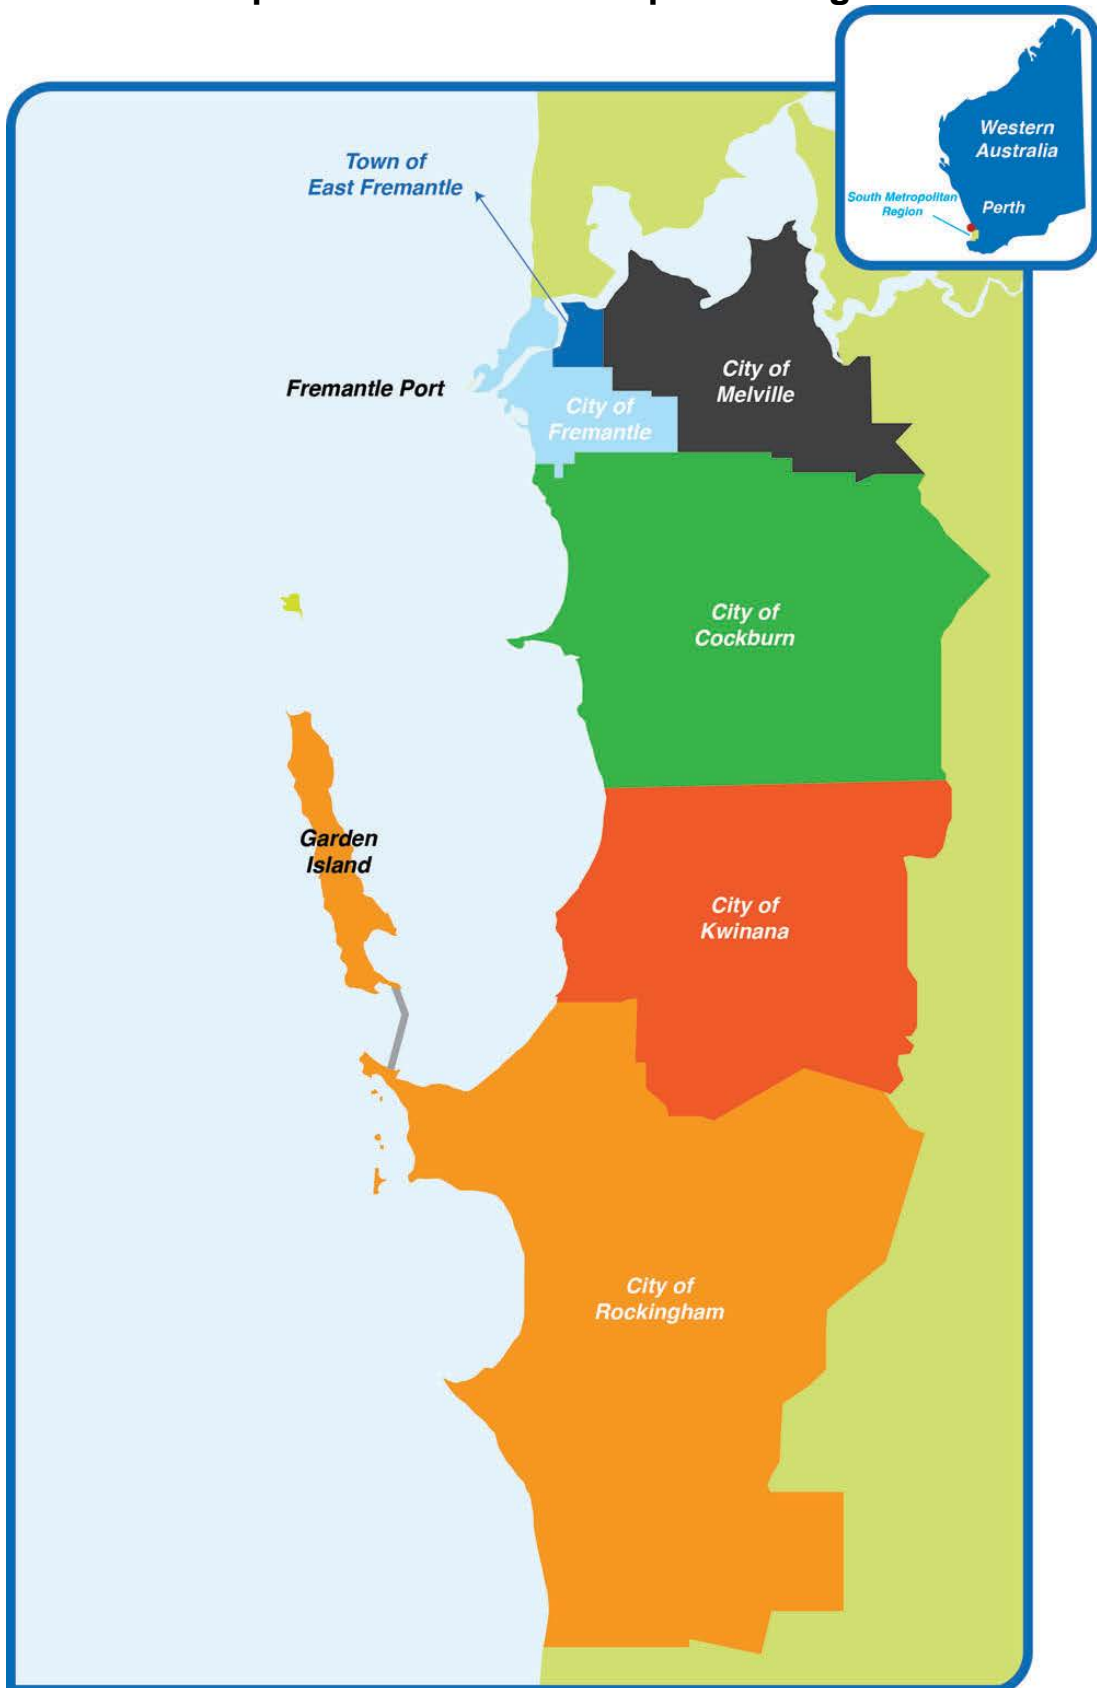 Western
Australia
South Metropolitan
Region
Perth
Town of
East Fremantle
Fremantle Port
City of
Melville
City of
Fremantle
City of
Cockburn
Garden
Island
City of
Kwinana
City of
Rockingham